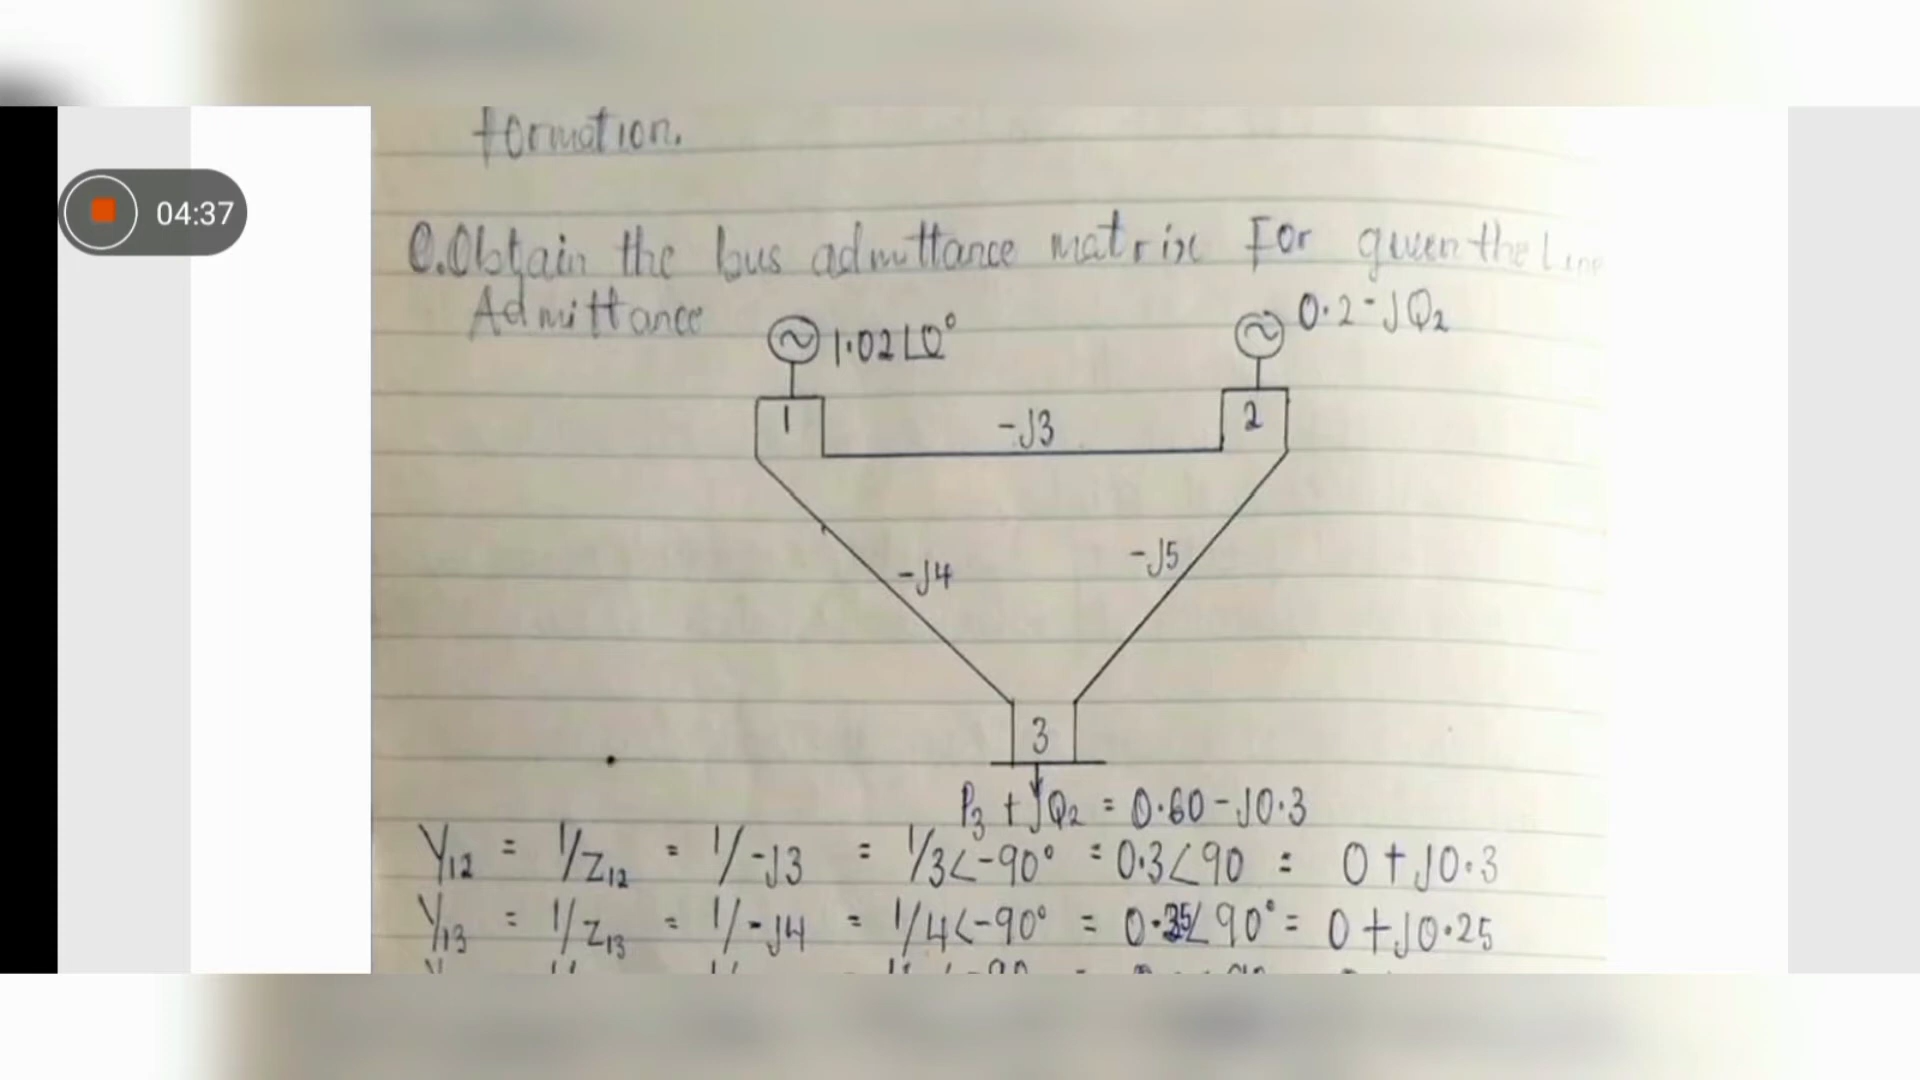 formation.
04:37
Q.Obtain the bus admittance matrix For given the Line
Admittance
1.02∠0°
0.2-JQ2
1
-J3
2
-J4
-J5
3
P3 + JQ2 = 0.60-J0.3
Y12 = 1/Z12 = 1/-J3 = 1/3<-90° = 0.3∠90 = 0+J0.3
Y13 = 1/Z13 = 1/-J4 = 1/4<-90° = 0.25∠90° = 0+J0.25